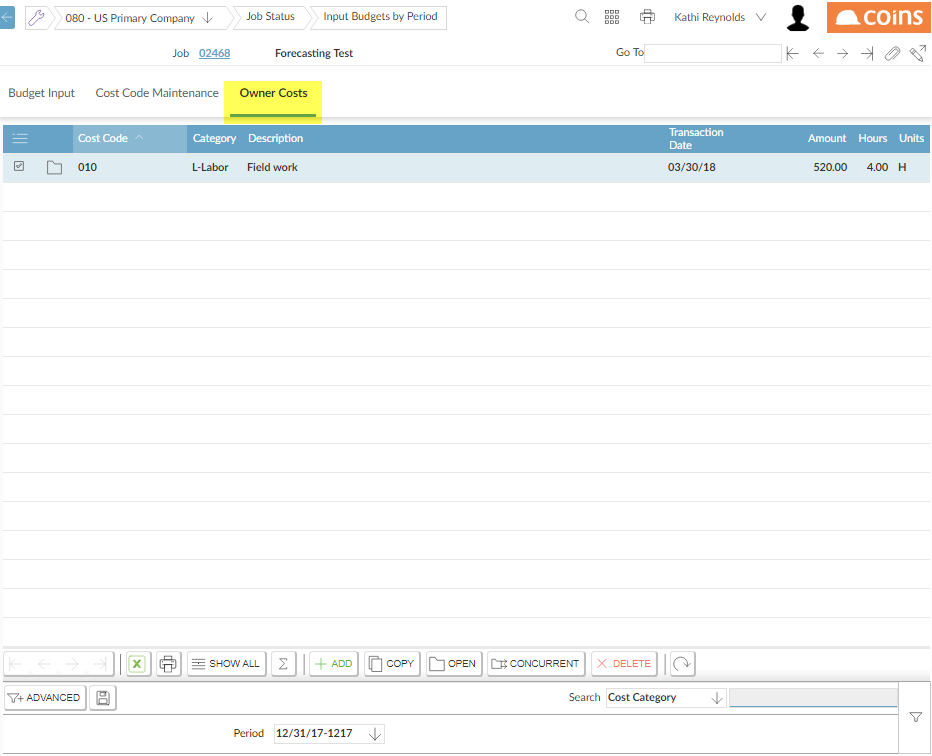 080 - US Primary Company Job Status Input Budgets by Period Kathi Reynolds coins
Job 02468 Forecasting Test Go To
Budget Input Cost Code Maintenance Owner Costs
Cost Code Category Description Transaction Date Amount Hours Units
010 L-Labor Field work 03/30/18 520.00 4.00 H
SHOW ALL Σ + ADD COPY OPEN CONCURRENT DELETE
ADVANCED Search Cost Category
Period 12/31/17-1217